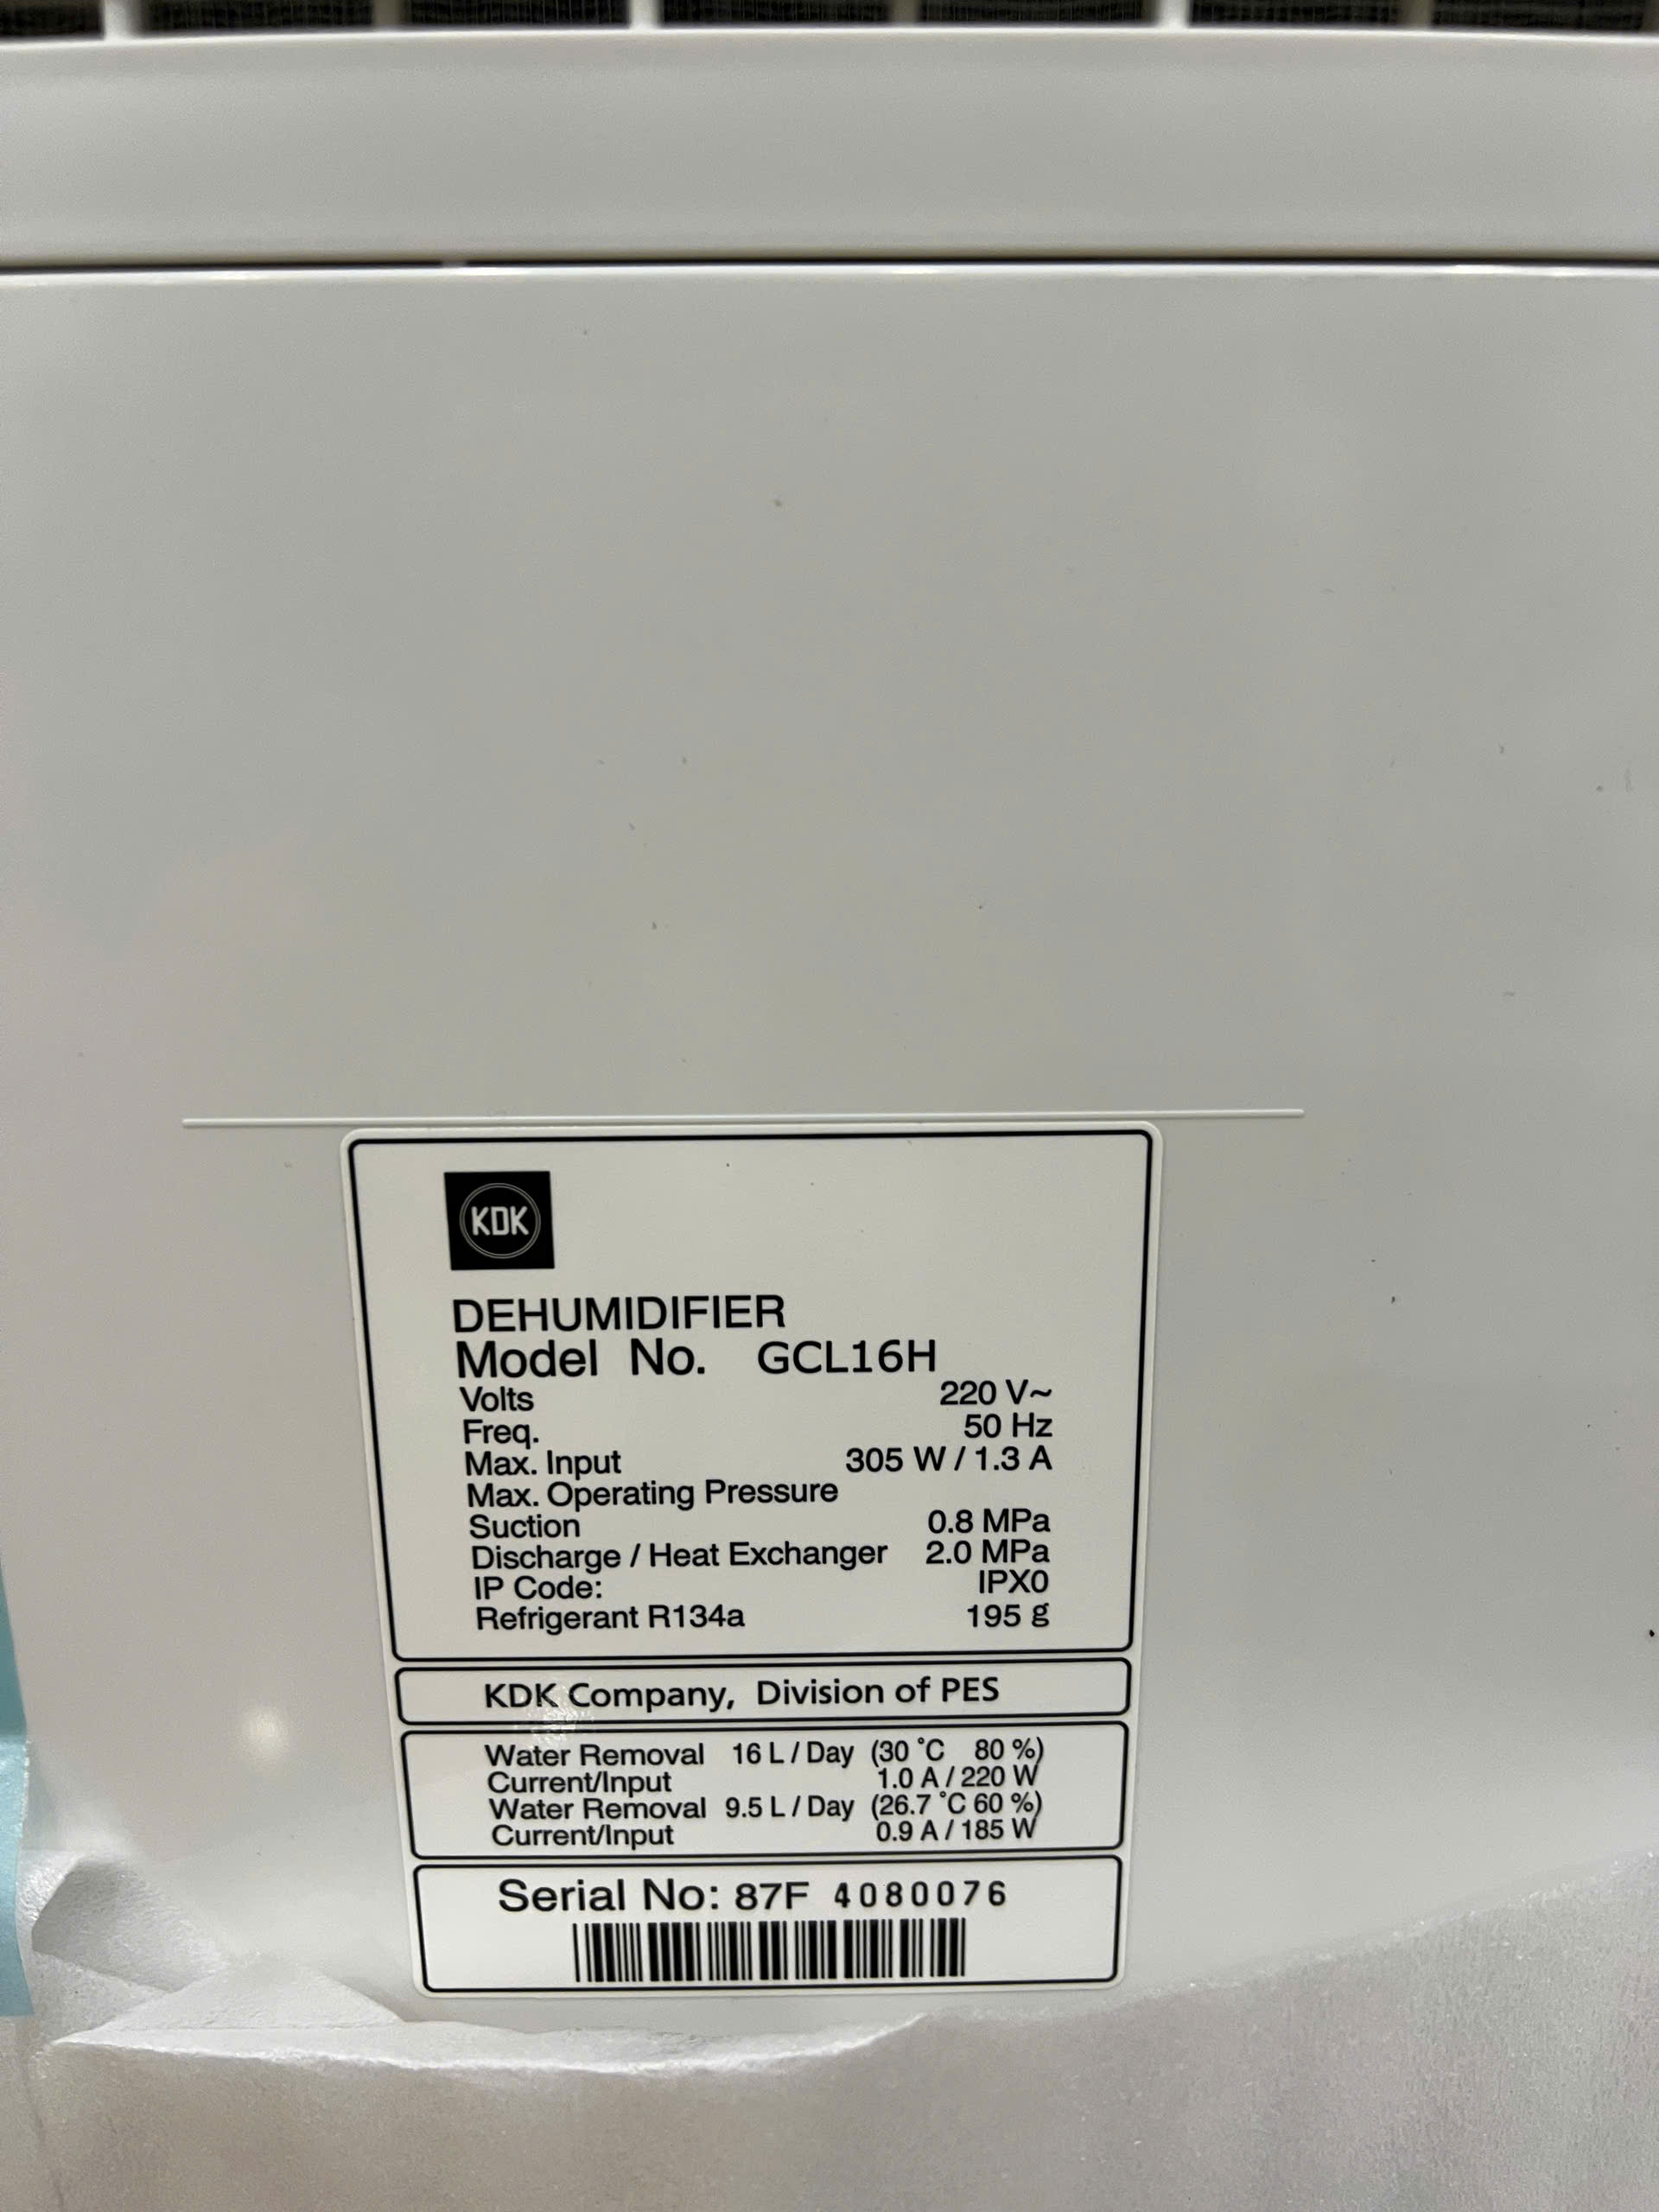 KDK
DEHUMIDIFIER
Model No. GCL16H
Volts 220 V~
Freq. 50 Hz
Max. Input 305 W / 1.3 A
Max. Operating Pressure
Suction 0.8 MPa
Discharge / Heat Exchanger 2.0 MPa
IP Code: IPX0
Refrigerant R134a 195 g
KDK Company, Division of PES
Water Removal 16 L / Day (30 °C 80 %)
Current/Input 1.0 A / 220 W
Water Removal 9.5 L / Day (26.7 °C 60 %)
Current/Input 0.9 A / 185 W
Serial No: 87F 4080076